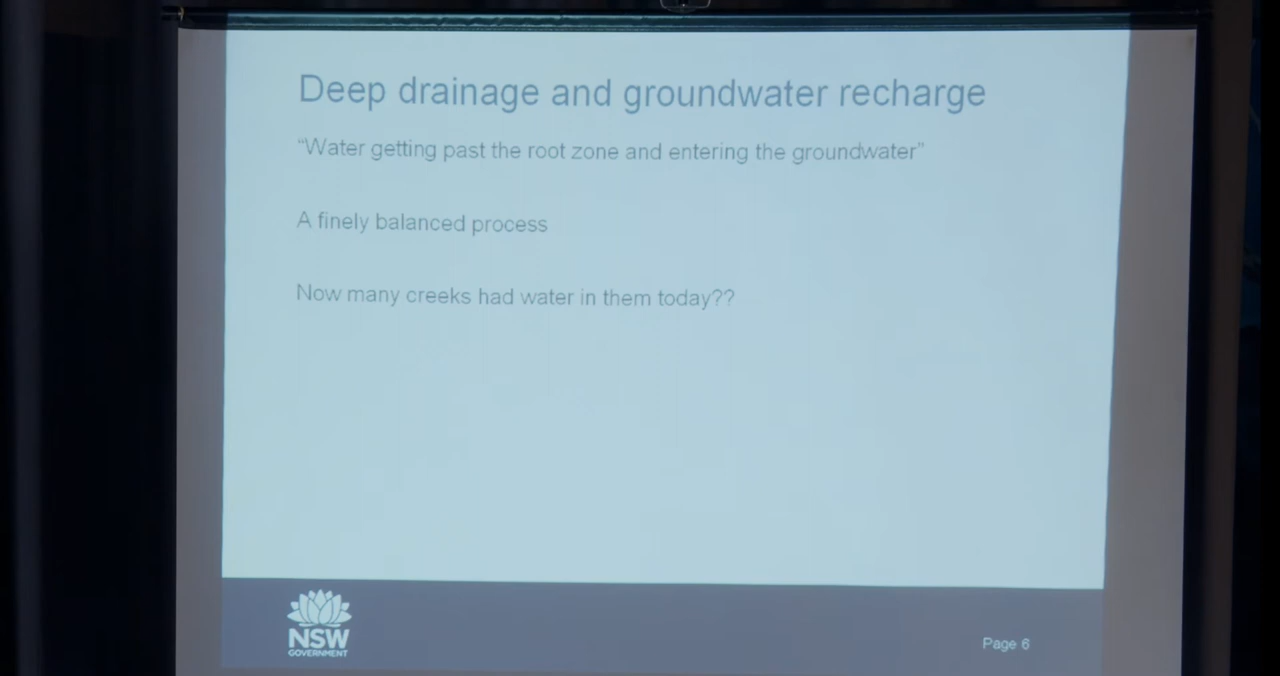 Deep drainage and groundwater recharge
“Water getting past the root zone and entering the groundwater”
A finely balanced process
Now many creeks had water in them today??
NSW
GOVERNMENT
Page 6